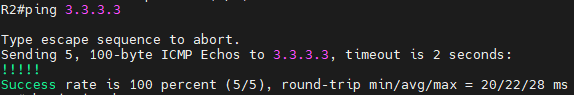 R2#ping 3.3.3.3
Type escape sequence to abort.
Sending 5, 100-byte ICMP Echos to 3.3.3.3, timeout is 2 seconds:
!!!!!
Success rate is 100 percent (5/5), round-trip min/avg/max = 20/22/28 ms